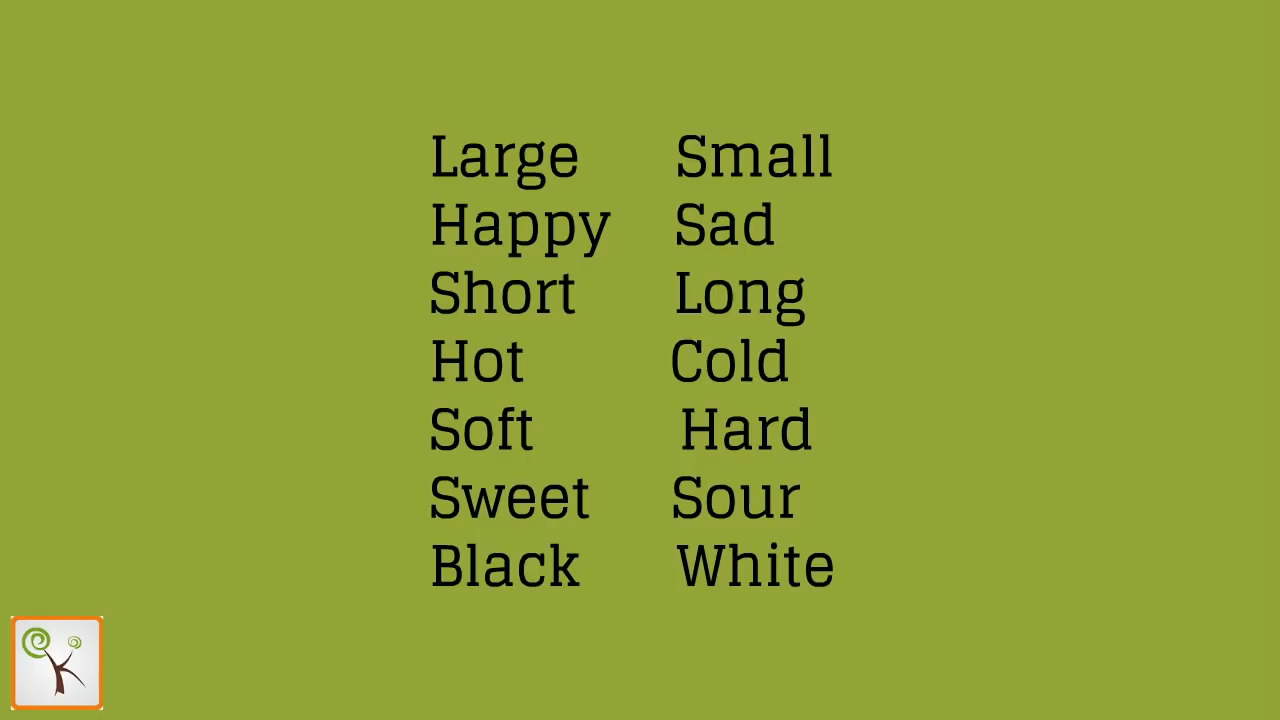 Large Small
Happy Sad
Short Long
Hot Cold
Soft Hard
Sweet Sour
Black White